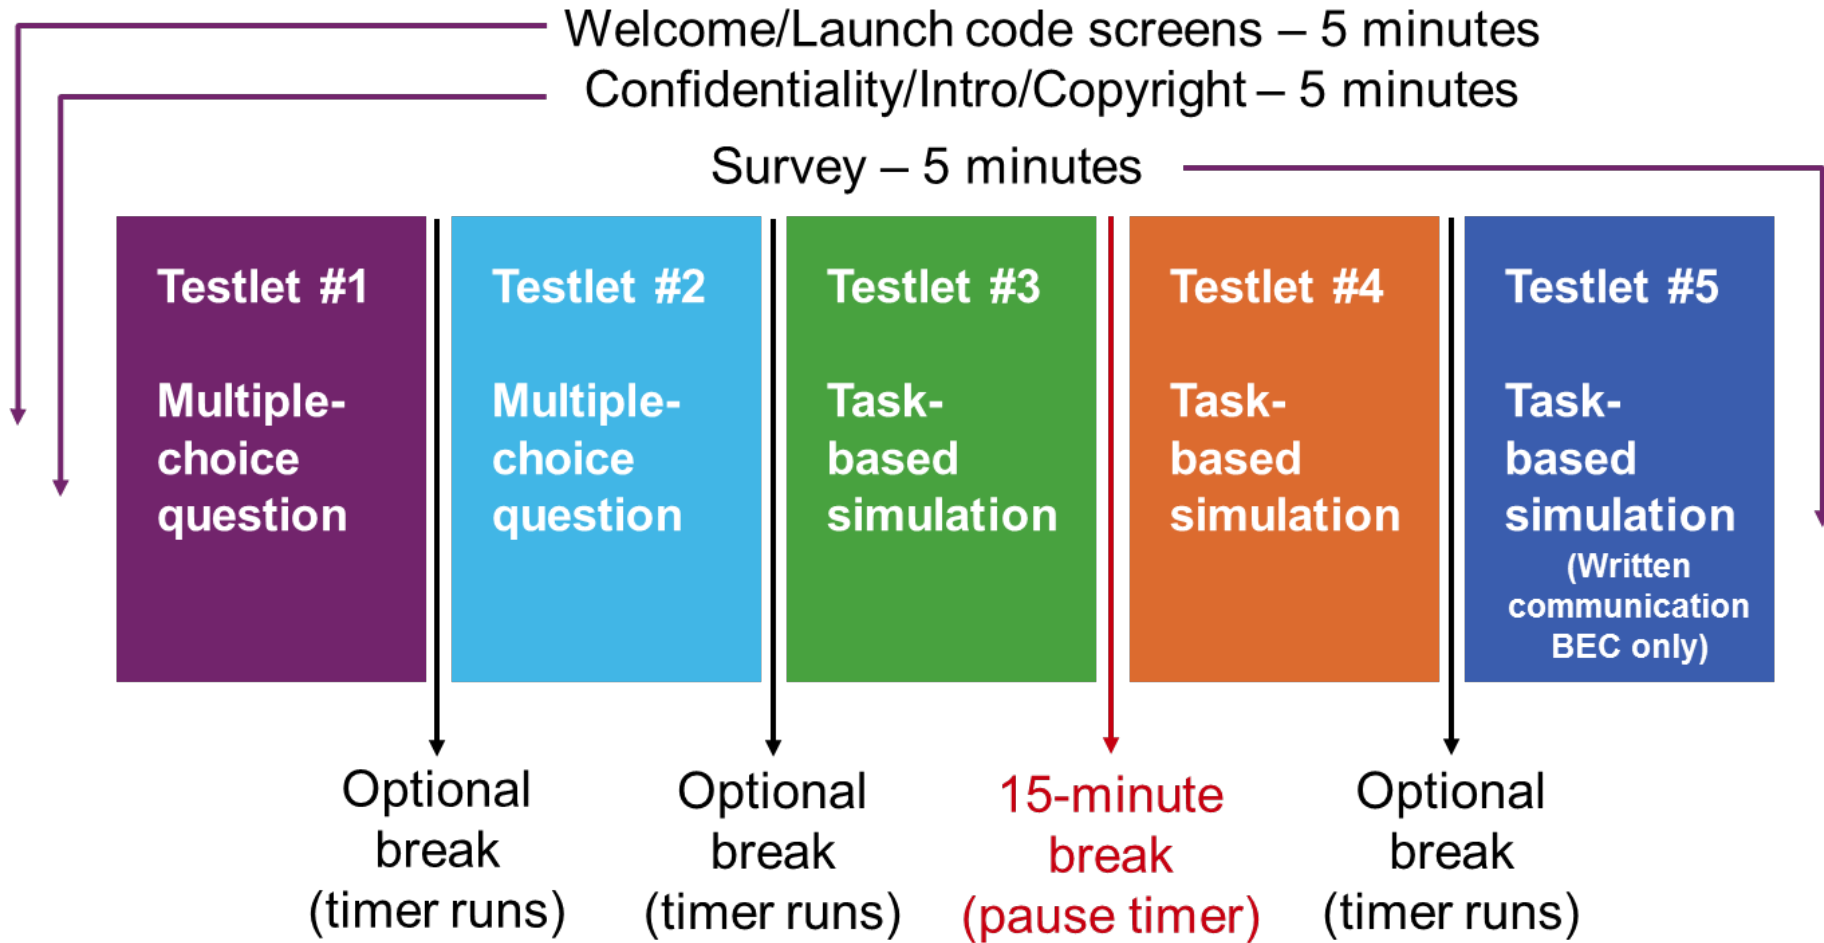 Welcome/Launch code screens – 5 minutes
Confidentiality/Intro/Copyright – 5 minutes
Survey – 5 minutes
Testlet #1
Multiple-
choice
question
Testlet #2
Multiple-
choice
question
Testlet #3
Task-
based
simulation
Testlet #4
Task-
based
simulation
Testlet #5
Task-
based
simulation
(Written
communication
BEC only)
Optional
break
(timer runs)
Optional
break
(timer runs)
15-minute
break
(pause timer)
Optional
break
(timer runs)